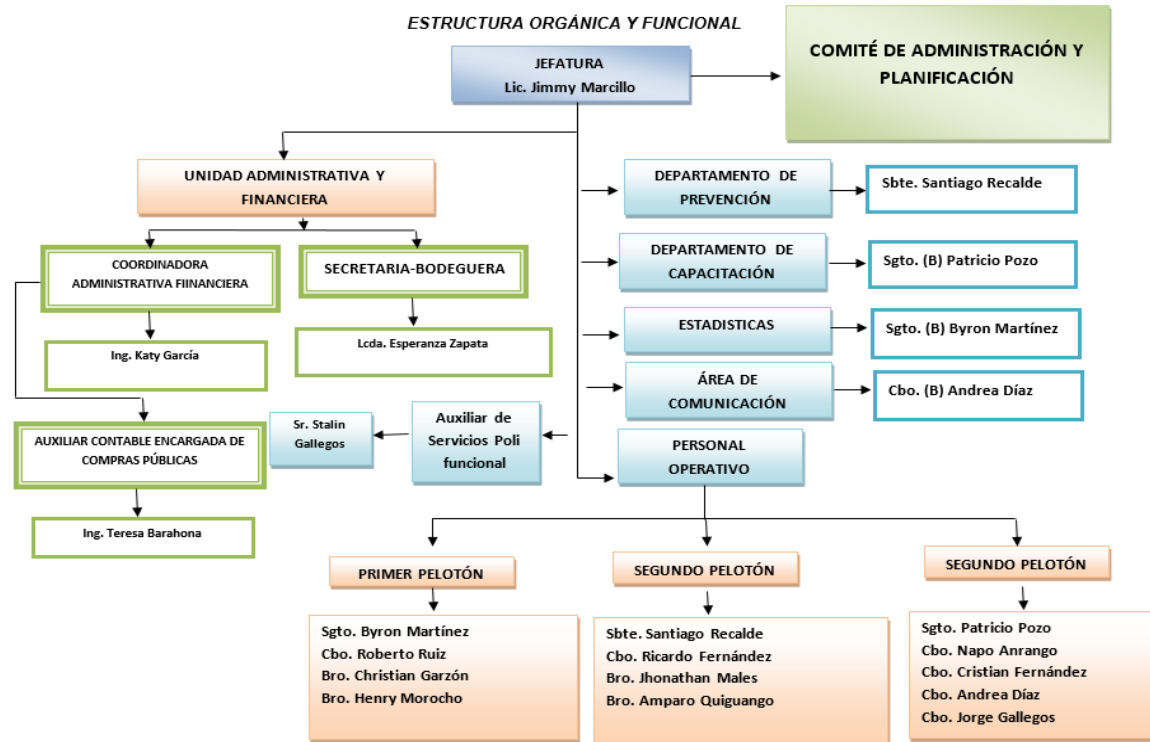 ESTRUCTURA ORGÁNICA Y FUNCIONAL
JEFATURA
Lic. Jimmy Marcillo
COMITÉ DE ADMINISTRACIÓN Y
PLANIFICACIÓN
UNIDAD ADMINISTRATIVA Y
FINANCIERA
COORDINADORA
ADMINISTRATIVA FIINANCIERA
SECRETARIA-BODEGUERA
Ing. Katy García
Lcda. Esperanza Zapata
AUXILIAR CONTABLE ENCARGADA DE
COMPRAS PÚBLICAS
Ing. Teresa Barahona
Sr. Stalin
Gallegos
Auxiliar de
Servicios Poli
funcional
DEPARTAMENTO DE
PREVENCIÓN
Sbte. Santiago Recalde
DEPARTAMENTO DE
CAPACITACIÓN
Sgto. (B) Patricio Pozo
ESTADISTICAS
Sgto. (B) Byron Martínez
ÁREA DE
COMUNICACIÓN
Cbo. (B) Andrea Díaz
PERSONAL
OPERATIVO
PRIMER PELOTÓN
Sgto. Byron Martínez
Cbo. Roberto Ruiz
Bro. Christian Garzón
Bro. Henry Morocho
SEGUNDO PELOTÓN
Sbte. Santiago Recalde
Cbo. Ricardo Fernández
Bro. Jhonathan Males
Bro. Amparo Quiguango
SEGUNDO PELOTÓN
Sgto. Patricio Pozo
Cbo. Napo Anrango
Cbo. Cristian Fernández
Cbo. Andrea Díaz
Cbo. Jorge Gallegos